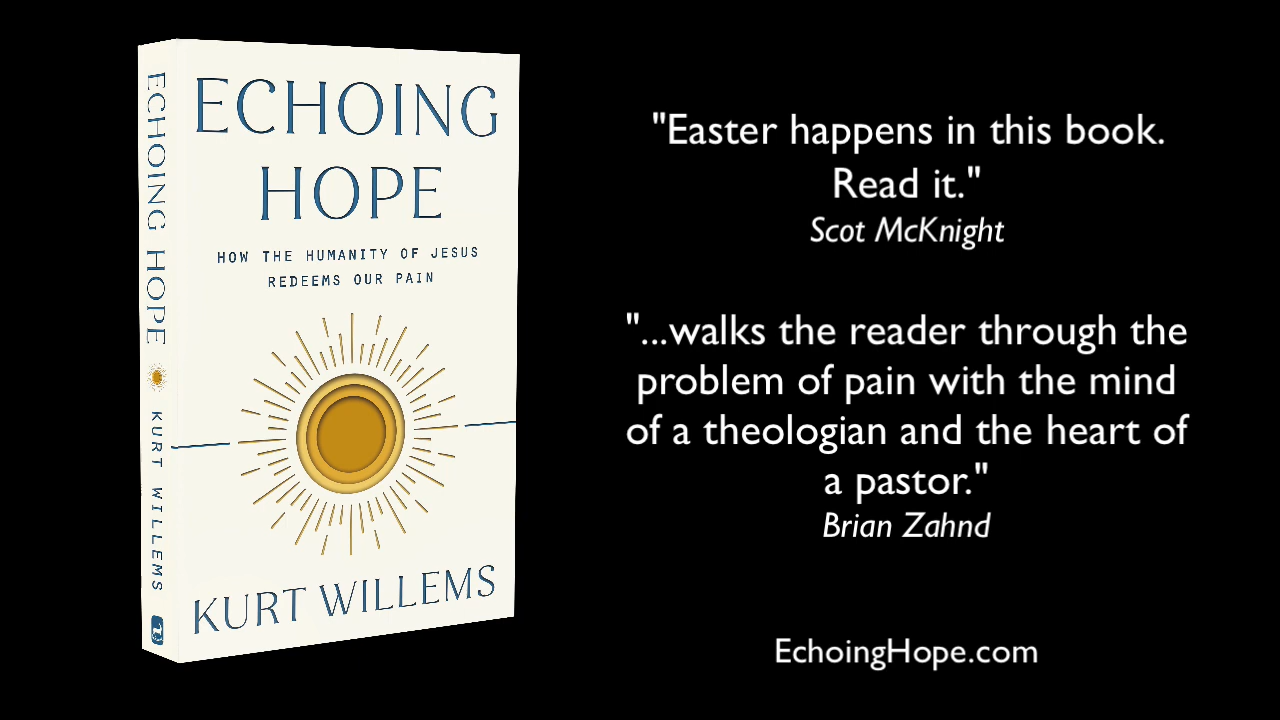 ECHOING HOPE
KURT WILLEMS
ECHOING
HOPE
HOW THE HUMANITY OF JESUS
REDEEMS OUR PAIN
KURT WILLEMS
"Easter happens in this book.
Read it."
Scot McKnight
"...walks the reader through the
problem of pain with the mind
of a theologian and the heart of
a pastor."
Brian Zahnd
EchoingHope.com